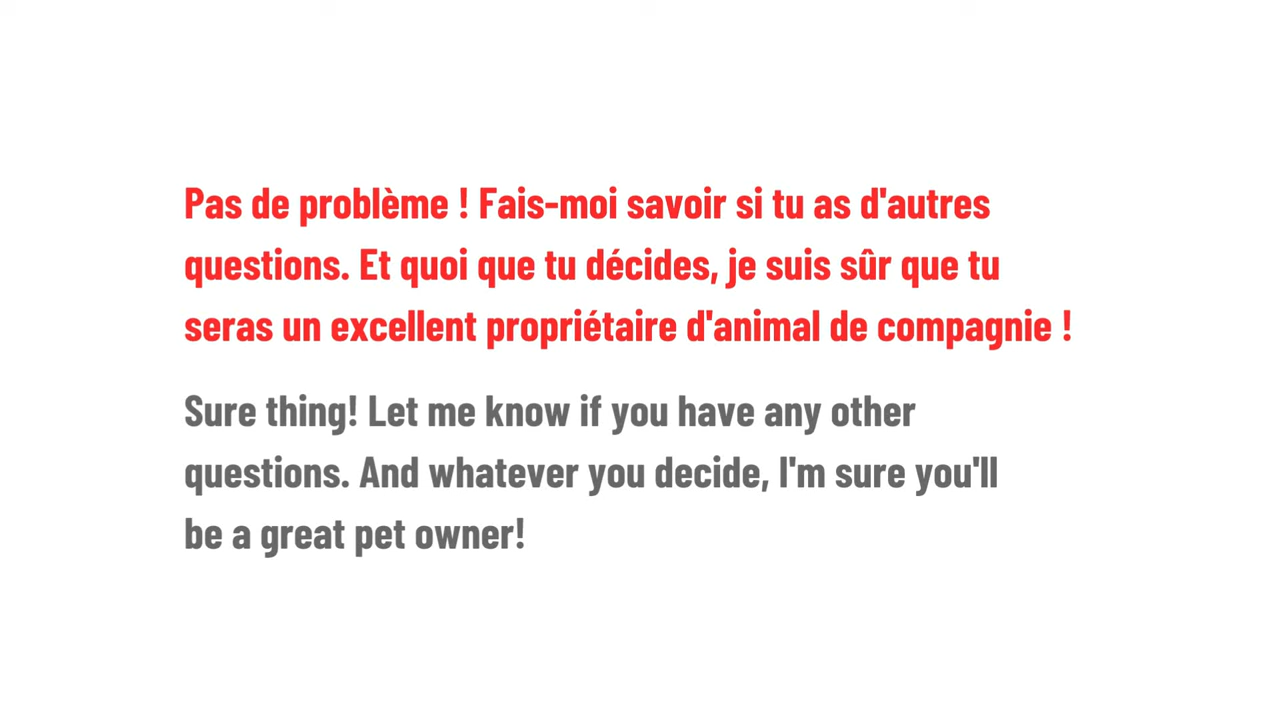 Pas de problème ! Fais-moi savoir si tu as d'autres
questions. Et quoi que tu décides, je suis sûr que tu
seras un excellent propriétaire d'animal de compagnie !
Sure thing! Let me know if you have any other
questions. And whatever you decide, I'm sure you'll
be a great pet owner!